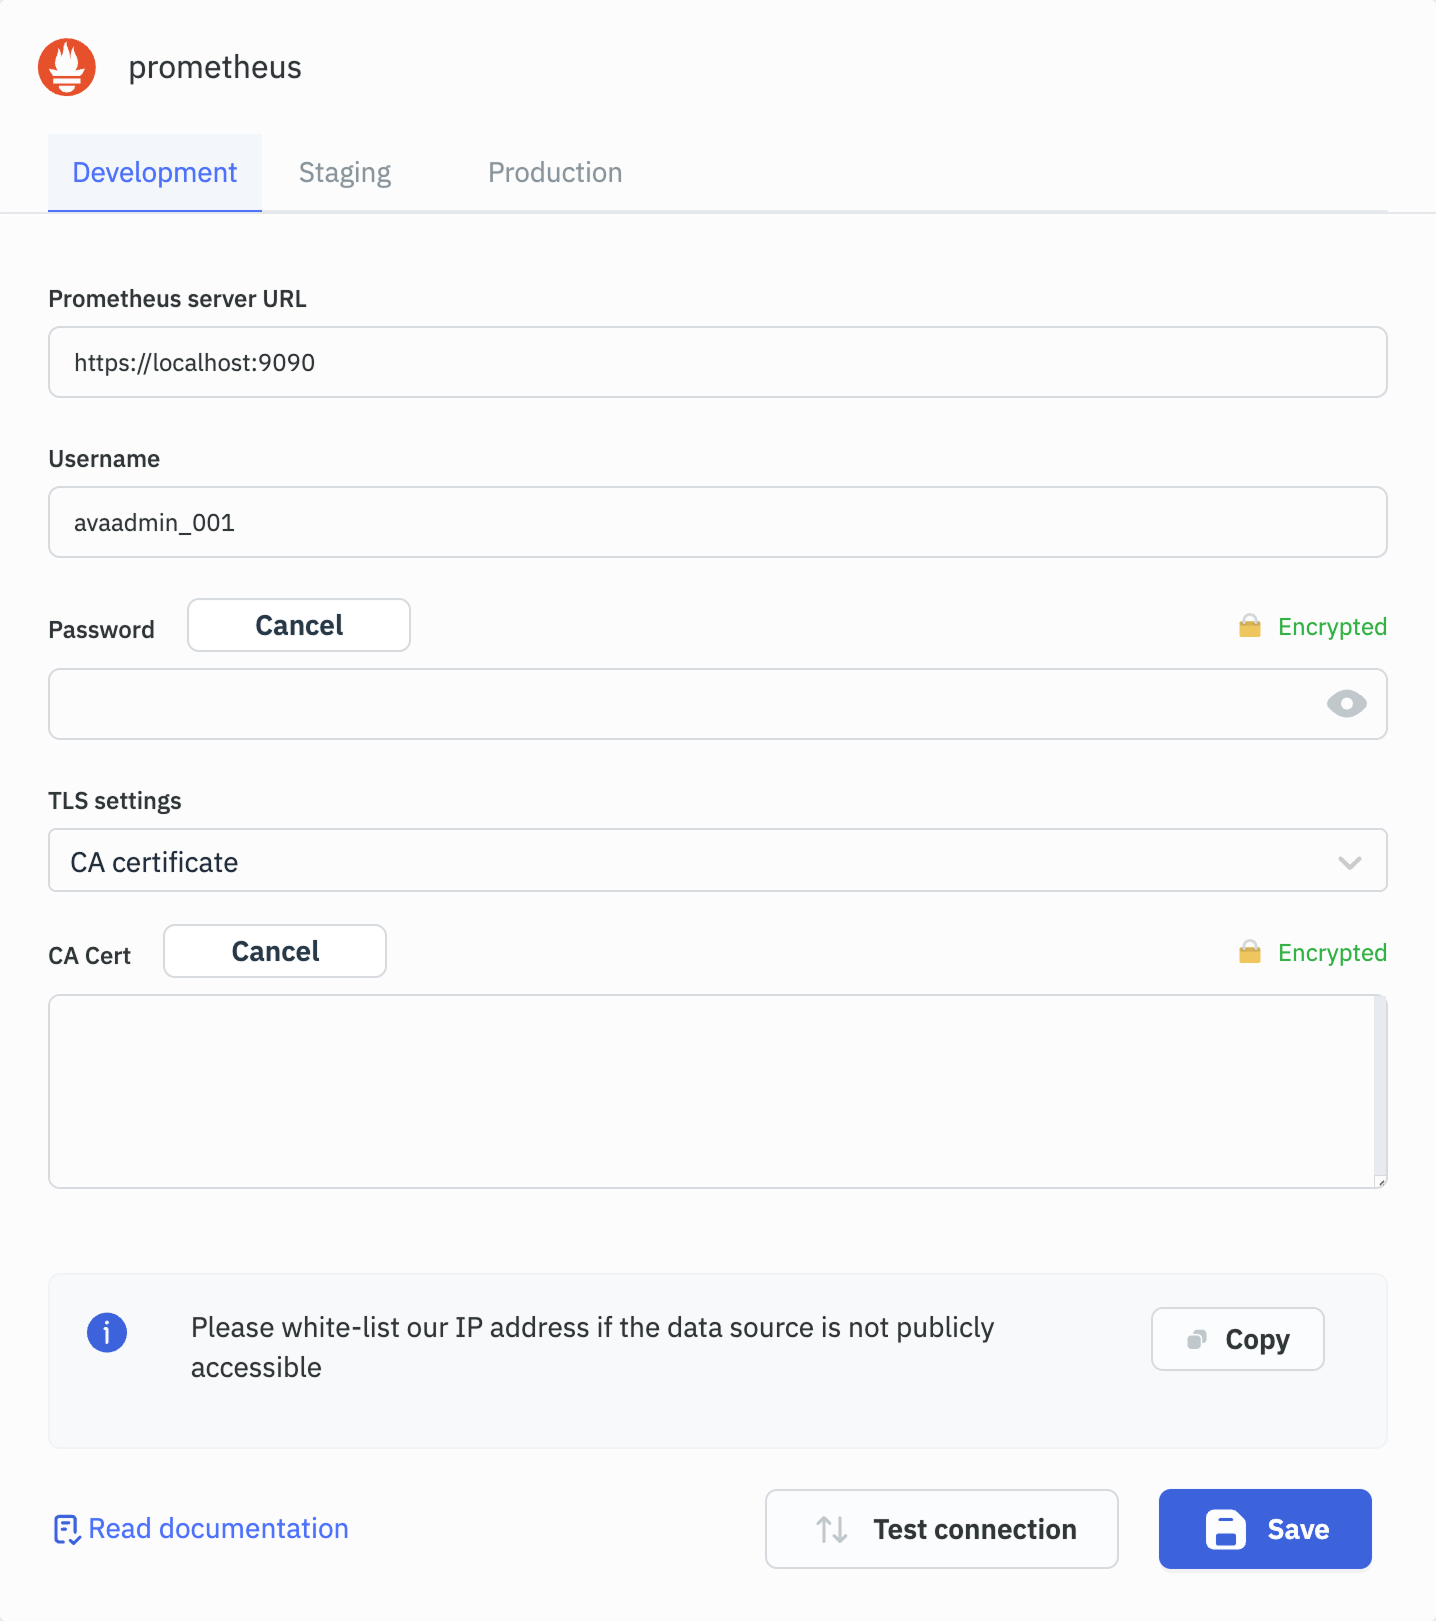 prometheus
Development
Staging
Production
Prometheus server URL
https://localhost:9090
Username
avaadmin_001
Password
Cancel
Encrypted
TLS settings
CA certificate
CA Cert
Cancel
Encrypted
Please white-list our IP address if the data source is not publicly
accessible
Copy
Read documentation
Test connection
Save